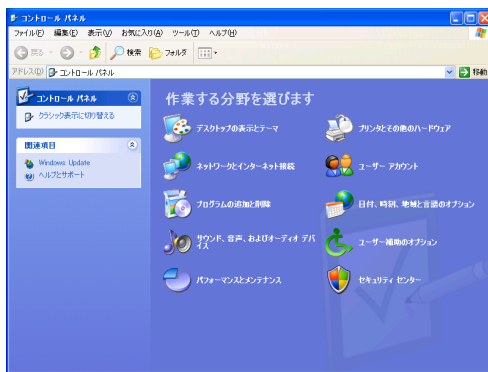 コントロール パネル
ファイル(F) 編集(E) 表示(V) お気に入り(A) ツール(T) ヘルプ(H)
戻る 検索 フォルダ
アドレス(D) コントロール パネル 移動
コントロール パネル
クラシック表示に切り替える
関連項目
Windows Update
ヘルプとサポート
作業する分野を選びます
デスクトップの表示とテーマ
プリンタとその他のハードウェア
ネットワークとインターネット接続
ユーザー アカウント
プログラムの追加と削除
日付、時刻、地域と言語のオプション
サウンド、音声、およびオーディオ デバ
イス
ユーザー補助のオプション
パフォーマンスとメンテナンス
セキュリティ センター